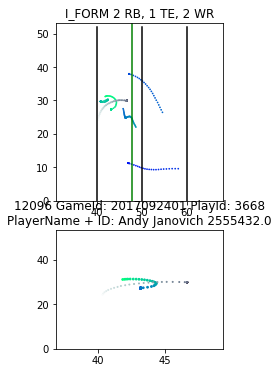 I_FORM 2 RB, 1 TE, 2 WR
50
40
30
20
10
0
40 50 60
12096 GameId: 2017092401 PlayId: 3668
PlayerName + ID: Andy Janovich 2555432.0
40
20
0
40 45